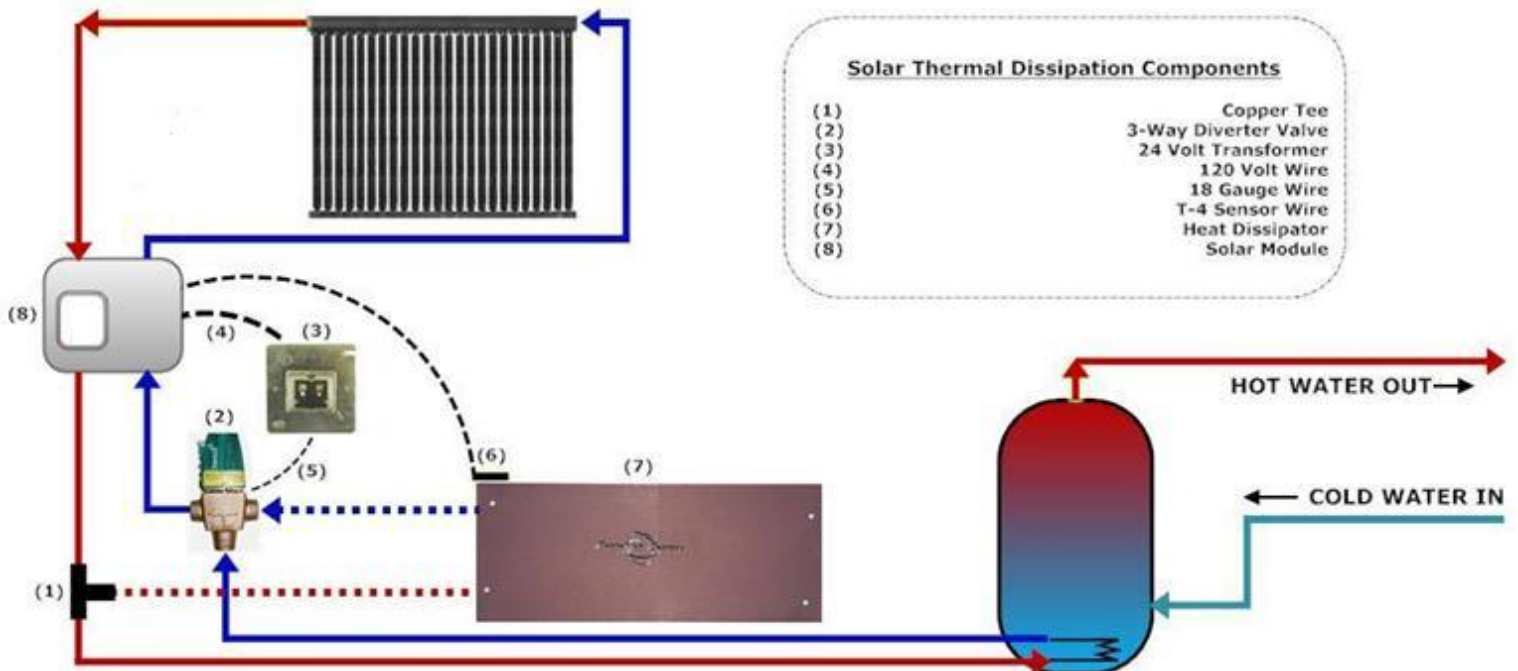 Solar Thermal Dissipation Components
(1) Copper Tee
(2) 3-Way Diverter Valve
(3) 24 Volt Transformer
(4) 120 Volt Wire
(5) 18 Gauge Wire
(6) T-4 Sensor Wire
(7) Heat Dissipator
(8) Solar Module
(8)
(4)
(3)
(2)
(5)
(6)
(7)
(1)
HOT WATER OUT→
← COLD WATER IN